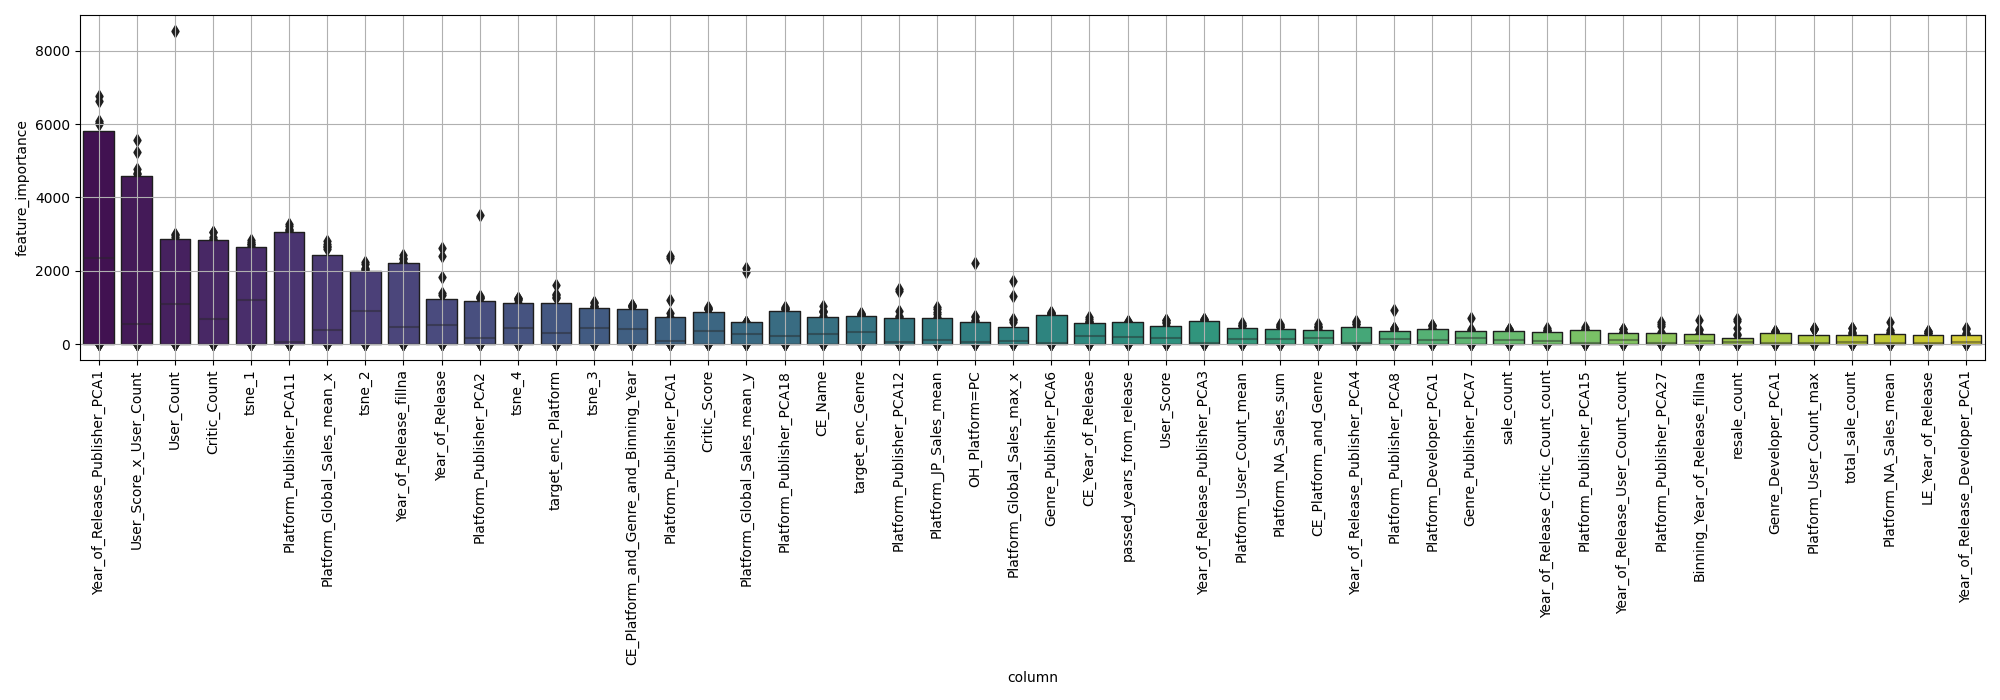 feature_importance
8000
6000
4000
2000
0
Year_of_Release_Publisher_PCA1
User_Score_x_User_Count
User_Count
Critic_Count
tsne_1
Platform_Publisher_PCA11
Platform_Global_Sales_mean_x
tsne_2
Year_of_Release_fillna
Year_of_Release
Platform_Publisher_PCA2
tsne_4
target_enc_Platform
tsne_3
CE_Platform_and_Genre_and_Binning_Year
Platform_Publisher_PCA1
Critic_Score
Platform_Global_Sales_mean_y
Platform_Publisher_PCA18
CE_Name
target_enc_Genre
Platform_Publisher_PCA12
Platform_JP_Sales_mean
OH_Platform=PC
Platform_Global_Sales_max_x
Genre_Publisher_PCA6
CE_Year_of_Release
passed_years_from_release
User_Score
Year_of_Release_Publisher_PCA3
Platform_User_Count_mean
Platform_NA_Sales_sum
CE_Platform_and_Genre
Year_of_Release_Publisher_PCA4
Platform_Publisher_PCA8
Platform_Developer_PCA1
Genre_Publisher_PCA7
sale_count
Year_of_Release_Critic_Count_count
Platform_Publisher_PCA15
Year_of_Release_User_Count_count
Platform_Publisher_PCA27
Binning_Year_of_Release_fillna
resale_count
Genre_Developer_PCA1
Platform_User_Count_max
total_sale_count
Platform_NA_Sales_mean
LE_Year_of_Release
Year_of_Release_Developer_PCA1
column